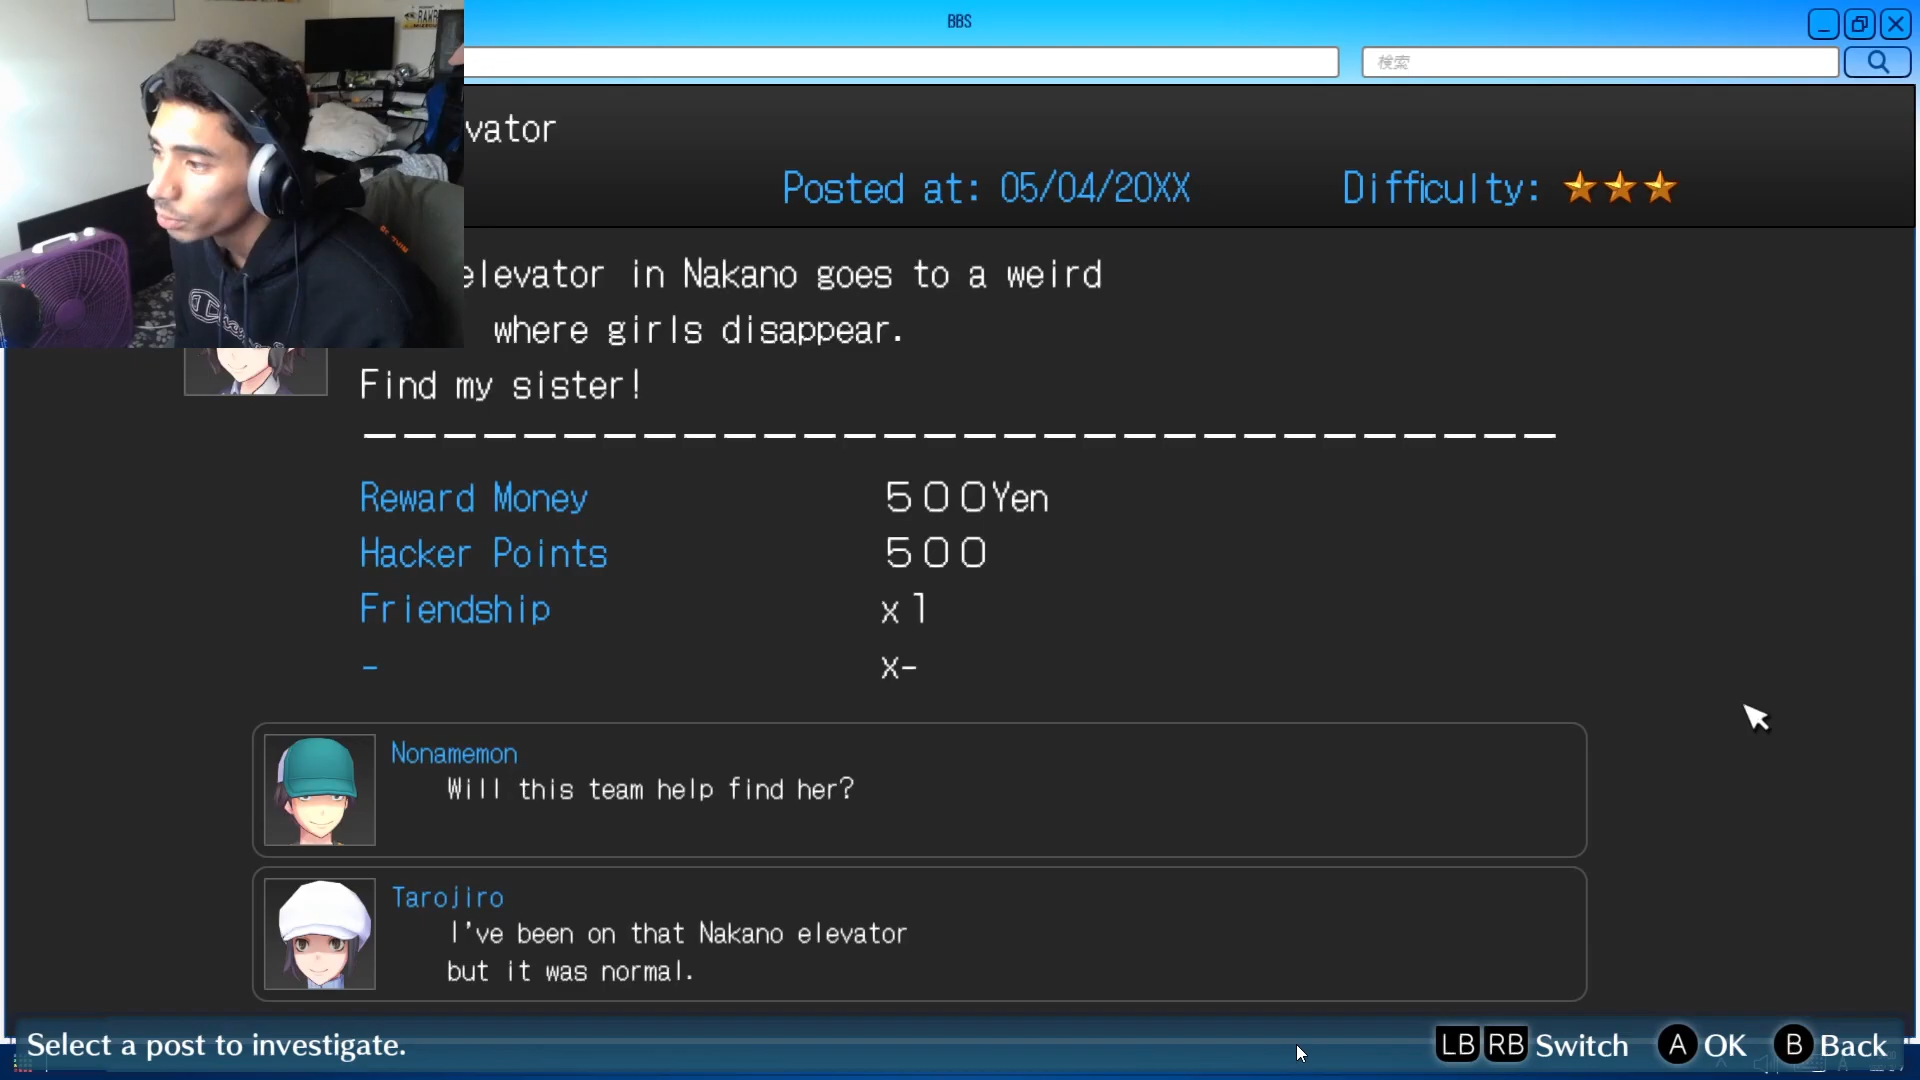 BBS
検索
vator
Posted at: 05/04/20XX
Difficulty: ★★★
elevator in Nakano goes to a weird
where girls disappear.
Find my sister!
Reward Money
500Yen
Hacker Points
500
Friendship
x1
-
x-
Nonamemon
Will this team help find her?
Tarojiro
I've been on that Nakano elevator
but it was normal.
Select a post to investigate.
LB RB Switch
A OK
B Back